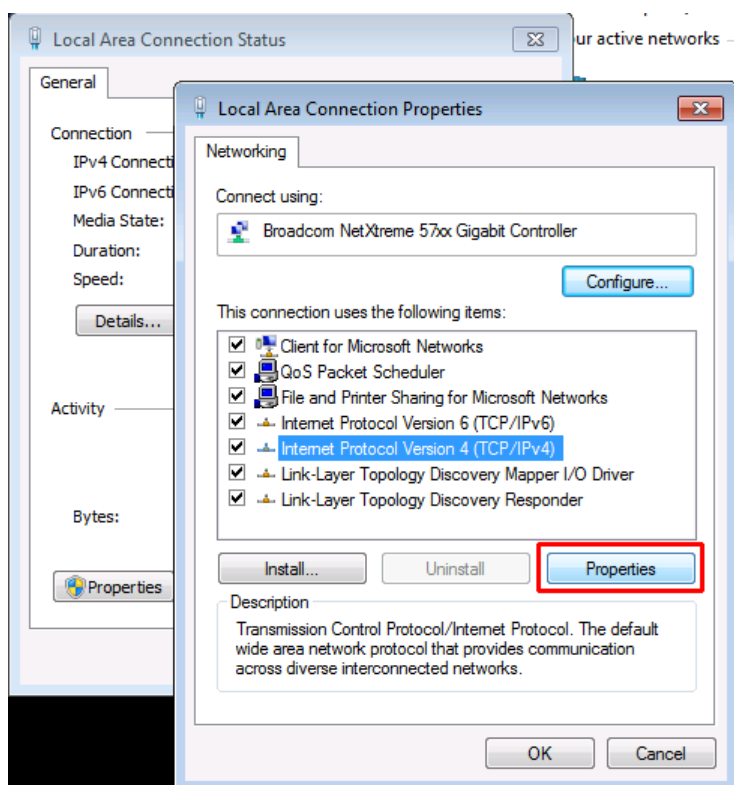 Local Area Connection Status
ur active networks
General
Connection
IPv4 Connecti
IPv6 Connecti
Media State:
Duration:
Speed:
Details...
Activity
Bytes:
Properties
Local Area Connection Properties
Networking
Connect using:
Broadcom NetXtreme 57xx Gigabit Controller
Configure...
This connection uses the following items:
Client for Microsoft Networks
QoS Packet Scheduler
File and Printer Sharing for Microsoft Networks
Internet Protocol Version 6 (TCP/IPv6)
Internet Protocol Version 4 (TCP/IPv4)
Link-Layer Topology Discovery Mapper I/O Driver
Link-Layer Topology Discovery Responder
Install...
Uninstall
Properties
Description
Transmission Control Protocol/Internet Protocol. The default
wide area network protocol that provides communication
across diverse interconnected networks.
OK
Cancel